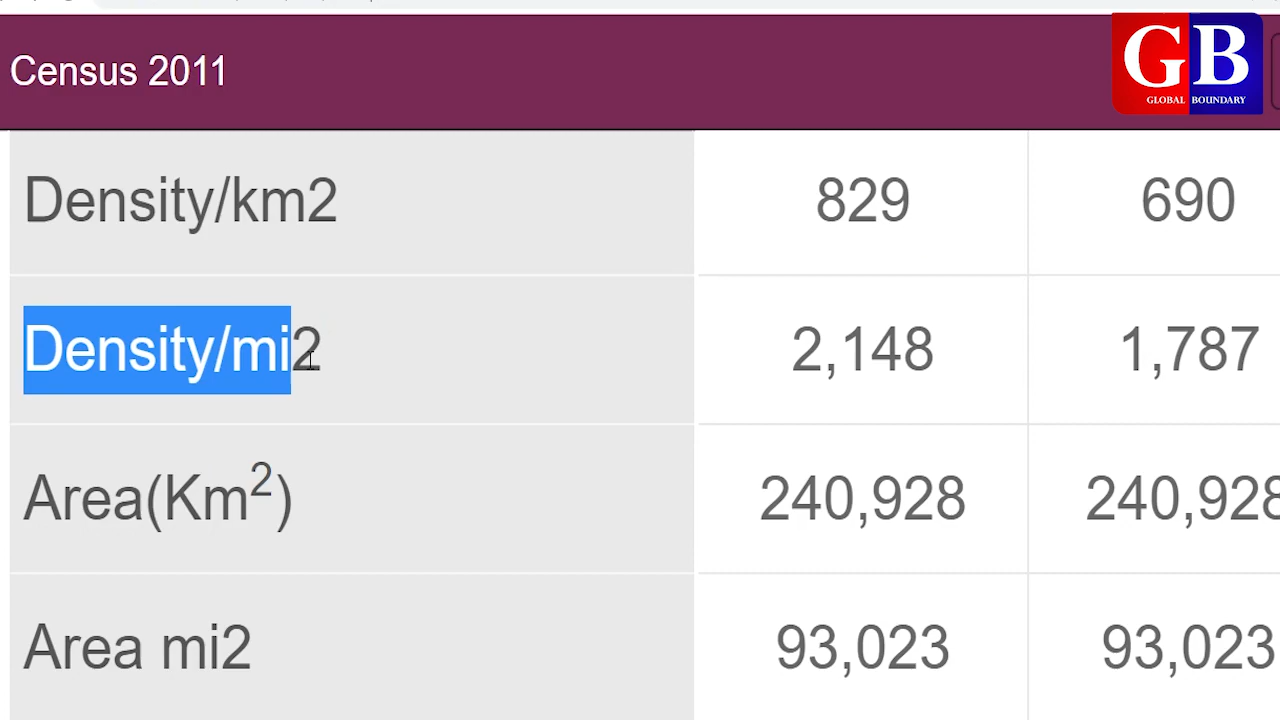 Census 2011
GB
GLOBAL BOUNDARY
Density/km2 829 690
Density/mi2 2,148 1,787
Area(Km²) 240,928 240,928
Area mi2 93,023 93,023